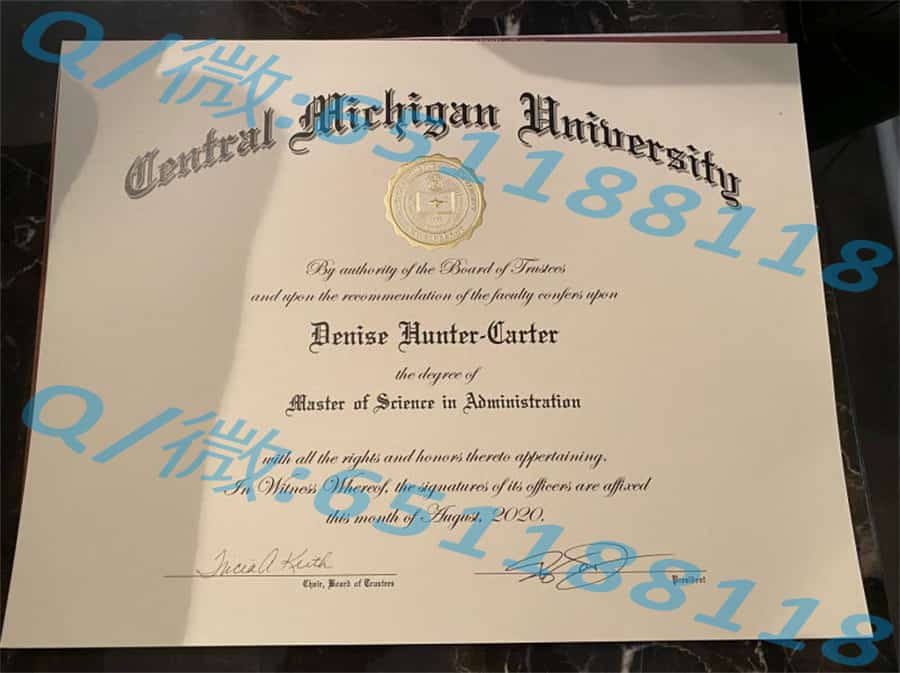 Q/微:651188118
Central Michigan University
By authority of the Board of Trustees
and upon the recommendation of the faculty confers upon
Denise Hunter-Carter
the degree of
Master of Science in Administration
Q/微:651188118
with all the rights and honors thereto appertaining.
In Witness Whereof, the signatures of its officers are affixed
this month of August, 2020.
Tricia A Keith
Chair, Board of Trustees
President